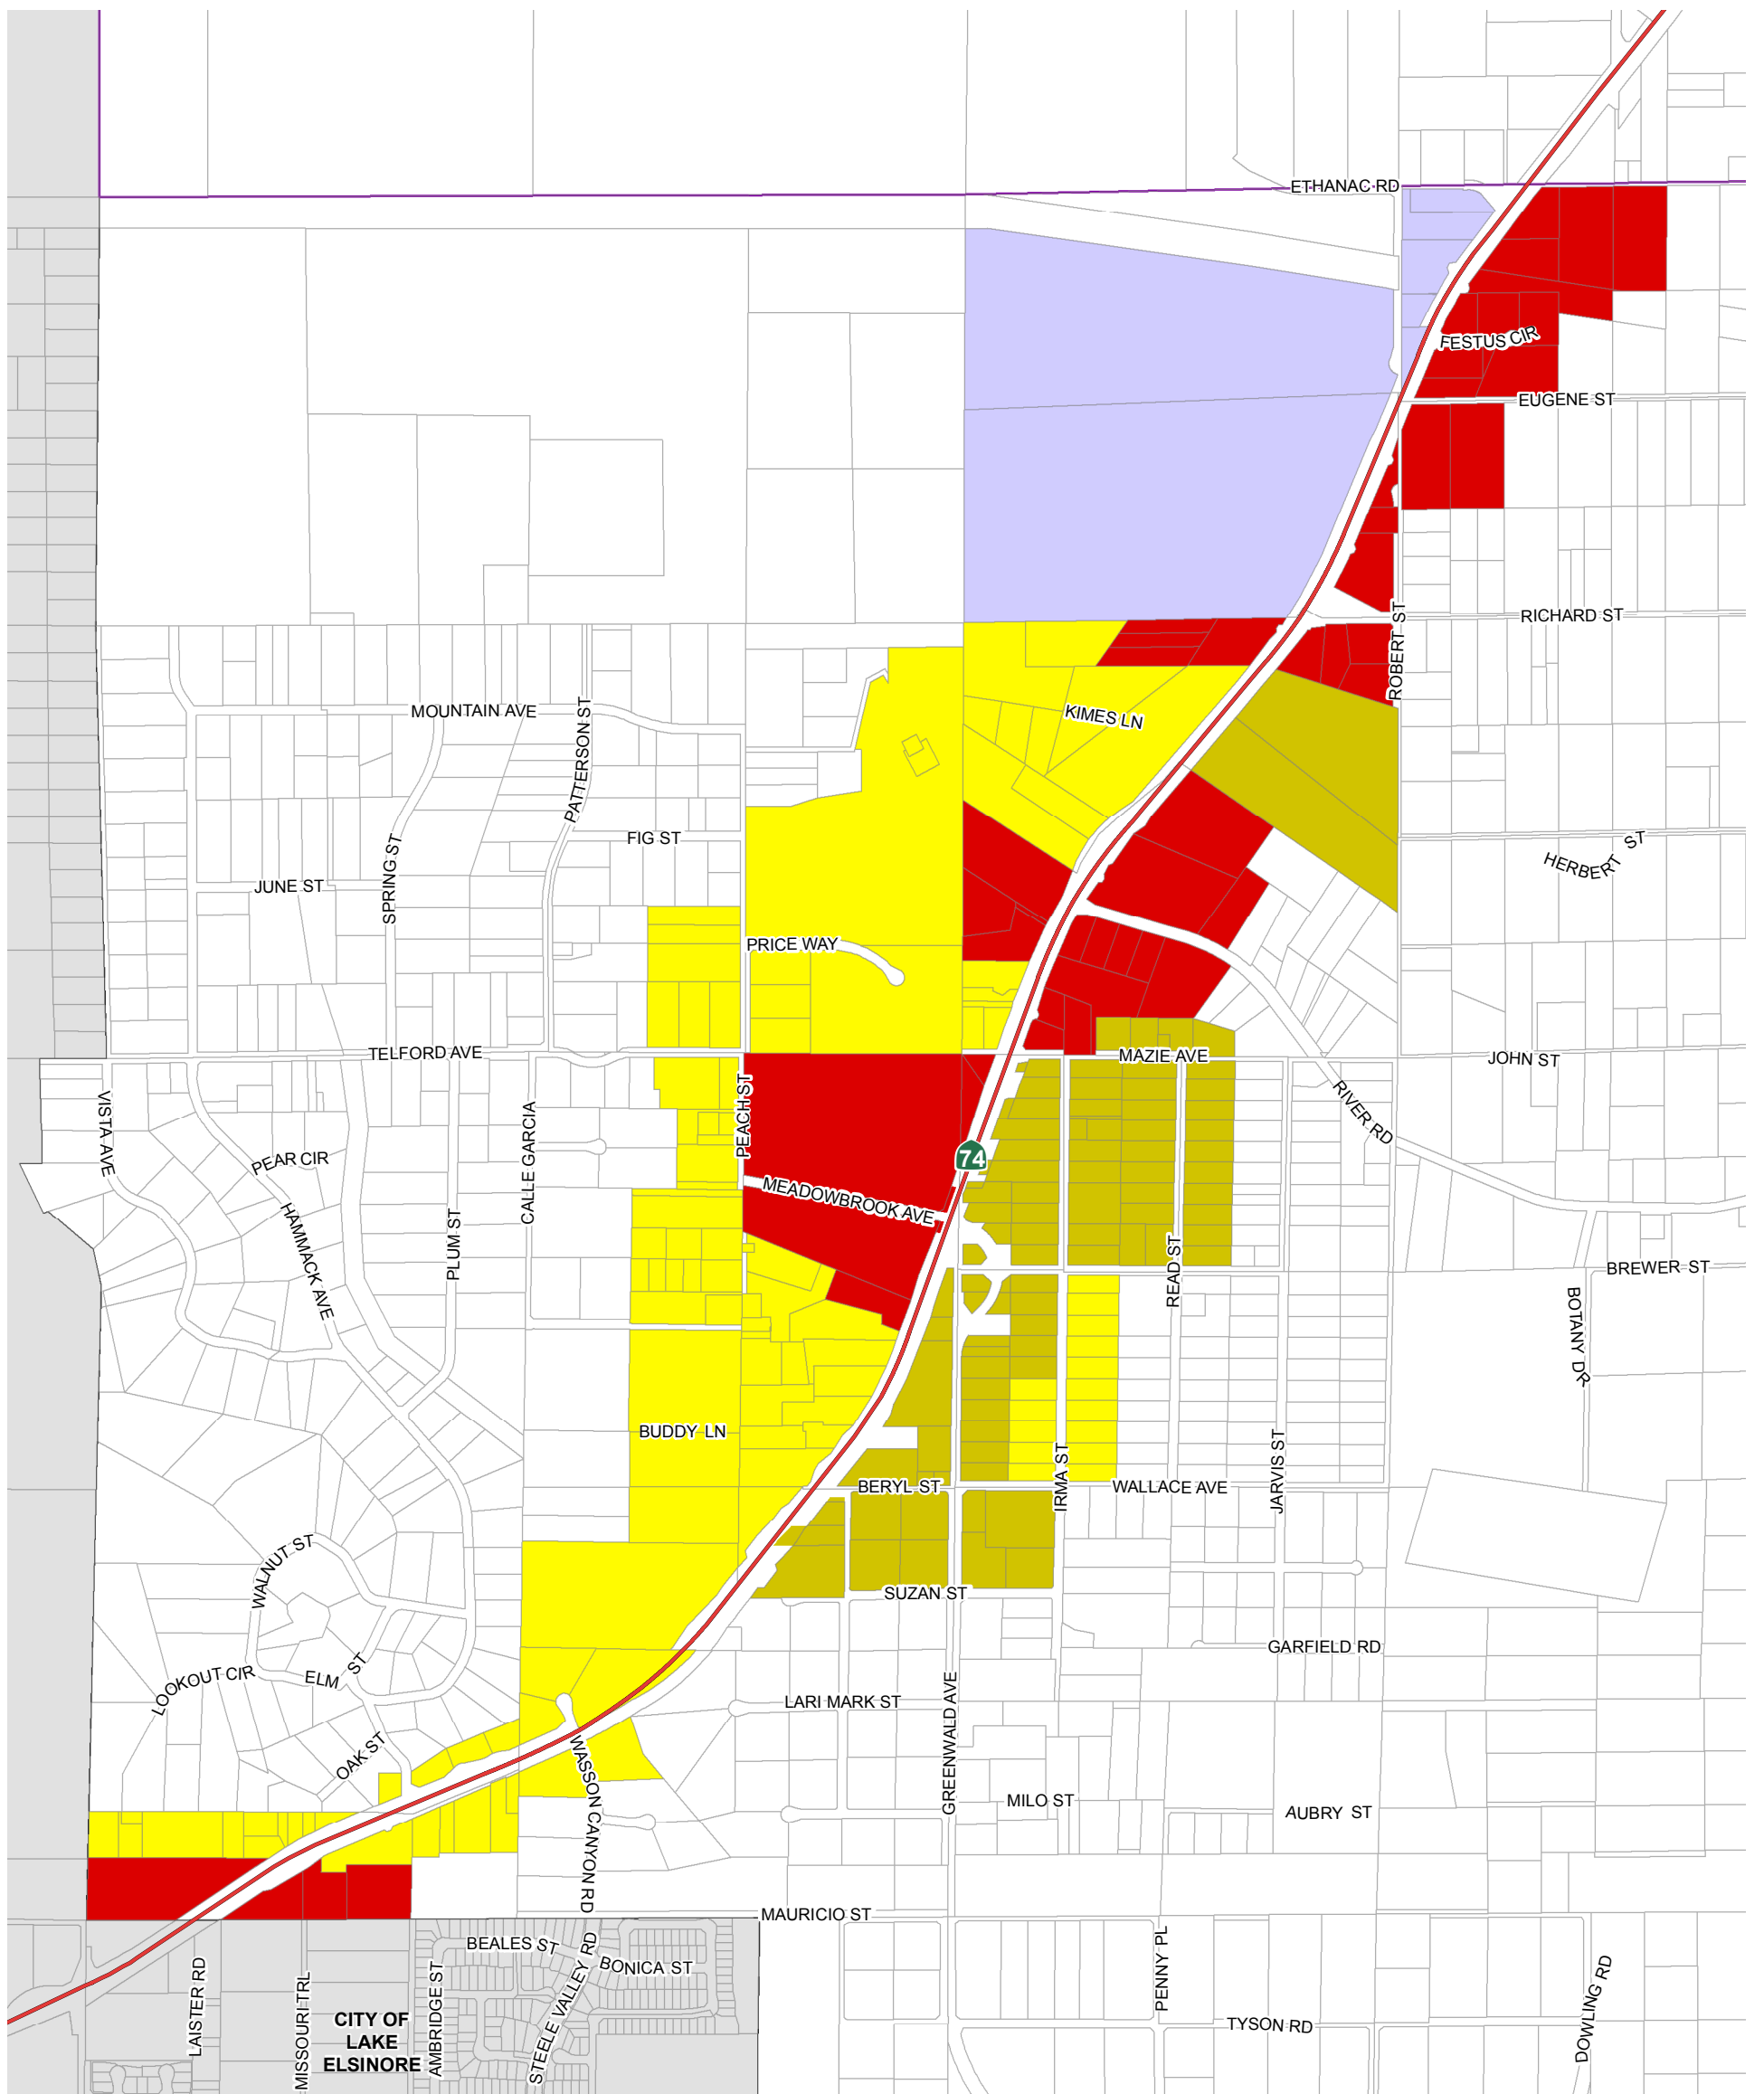 ETHANAC RD
FESTUS CIR
EUGENE ST
RICHARD ST
ROBERT ST
MOUNTAIN AVE
PATTERSON ST
KIMES LN
FIG ST
HERBERT ST
SPRING ST
JUNE ST
PRICE WAY
TELFORD AVE
MAZIE AVE
JOHN ST
VISTA AVE
PEACH ST
RIVER RD
CALLE GARCIA
74
PEAR CIR
MEADOWBROOK AVE
HAMMACK AVE
PLUM ST
READ ST
BREWER ST
BOTANY DR
BUDDY LN
IRMA ST
JARVIS ST
BERYL ST
WALLACE AVE
WALNUT ST
SUZAN ST
GARFIELD RD
LOOKOUT CIR
ELM ST
LARI MARK ST
GREENWALD AVE
OAK ST
WASSON CANYON RD
MILO ST
AUBRY ST
MAURICIO ST
BEALES ST
BONICA ST
PENNY PL
LAISTER RD
MISSOURI TRL
CITY OF
LAKE
ELSINORE
AMBRIDGE ST
STEELE VALLEY RD
TYSON RD
DOWLING RD